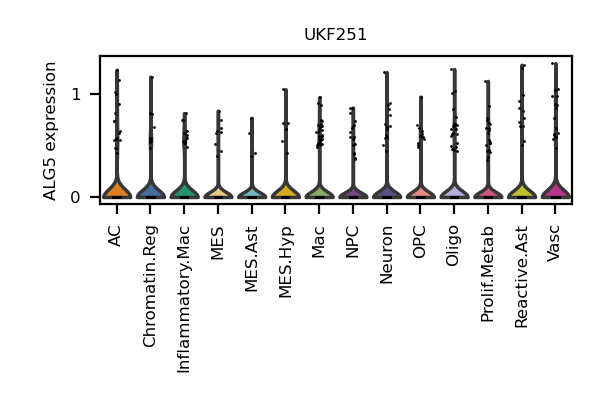 UKF251
ALG5 expression
1
0
AC
Chromatin.Reg
Inflammatory.Mac
MES
MES.Ast
MES.Hyp
Mac
NPC
Neuron
OPC
Oligo
Prolif.Metab
Reactive.Ast
Vasc